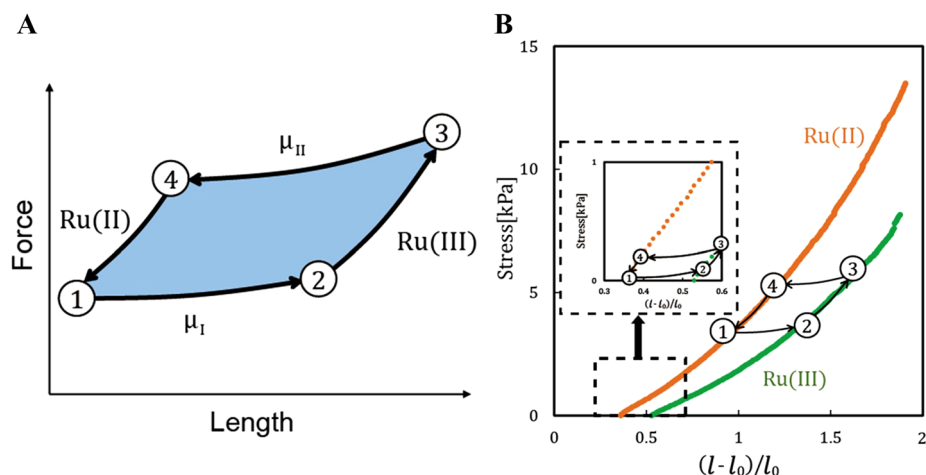 A
Force
Length
μII
Ru(II)
Ru(III)
μI
1
2
3
4
B
Stress[kPa]
15
10
5
0
0
0.5
1
1.5
2
(l - l0)/l0
Ru(II)
Ru(III)
1
2
3
4
Stress[kPa]
1
0
0.3
0.4
0.5
0.6
(l - l0)/l0
1
2
3
4